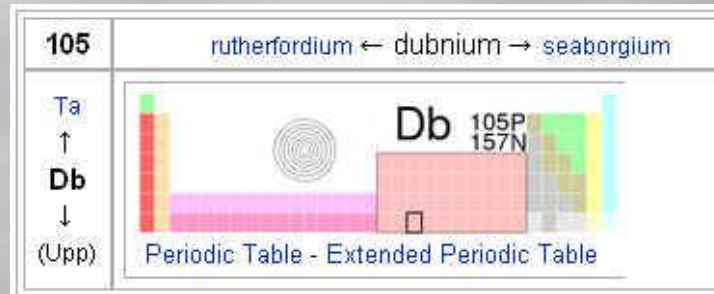 105
rutherfordium ← dubnium → seaborgium
Ta
↑
Db
↓
(Upp)
Db 105P
157N
Periodic Table - Extended Periodic Table